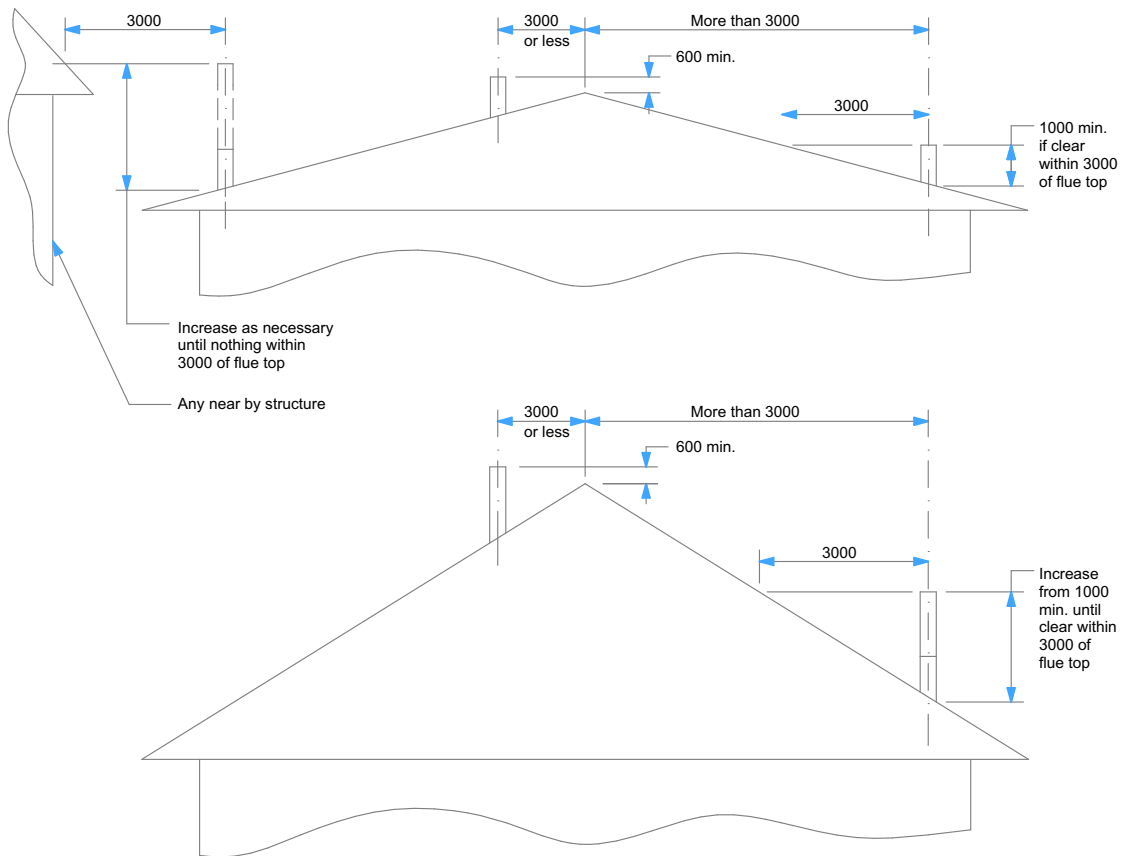 3000
3000
or less
More than 3000
600 min.
3000
1000 min.
if clear
within 3000
of flue top
Increase as necessary
until nothing within
3000 of flue top
Any near by structure
3000
or less
More than 3000
600 min.
3000
Increase
from 1000
min. until
clear within
3000 of
flue top